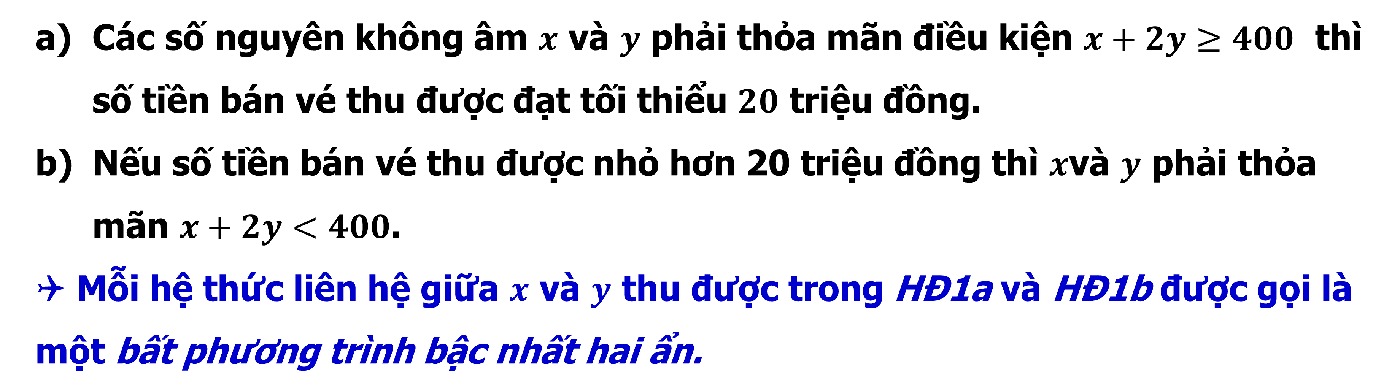 a) Các số nguyên không âm x và y phải thỏa mãn điều kiện x + 2y ≥ 400 thì
số tiền bán vé thu được đạt tối thiểu 20 triệu đồng.
b) Nếu số tiền bán vé thu được nhỏ hơn 20 triệu đồng thì xvà y phải thỏa
mãn x + 2y < 400.
✈ Mỗi hệ thức liên hệ giữa x và y thu được trong HĐ1a và HĐ1b được gọi là
một bất phương trình bậc nhất hai ẩn.